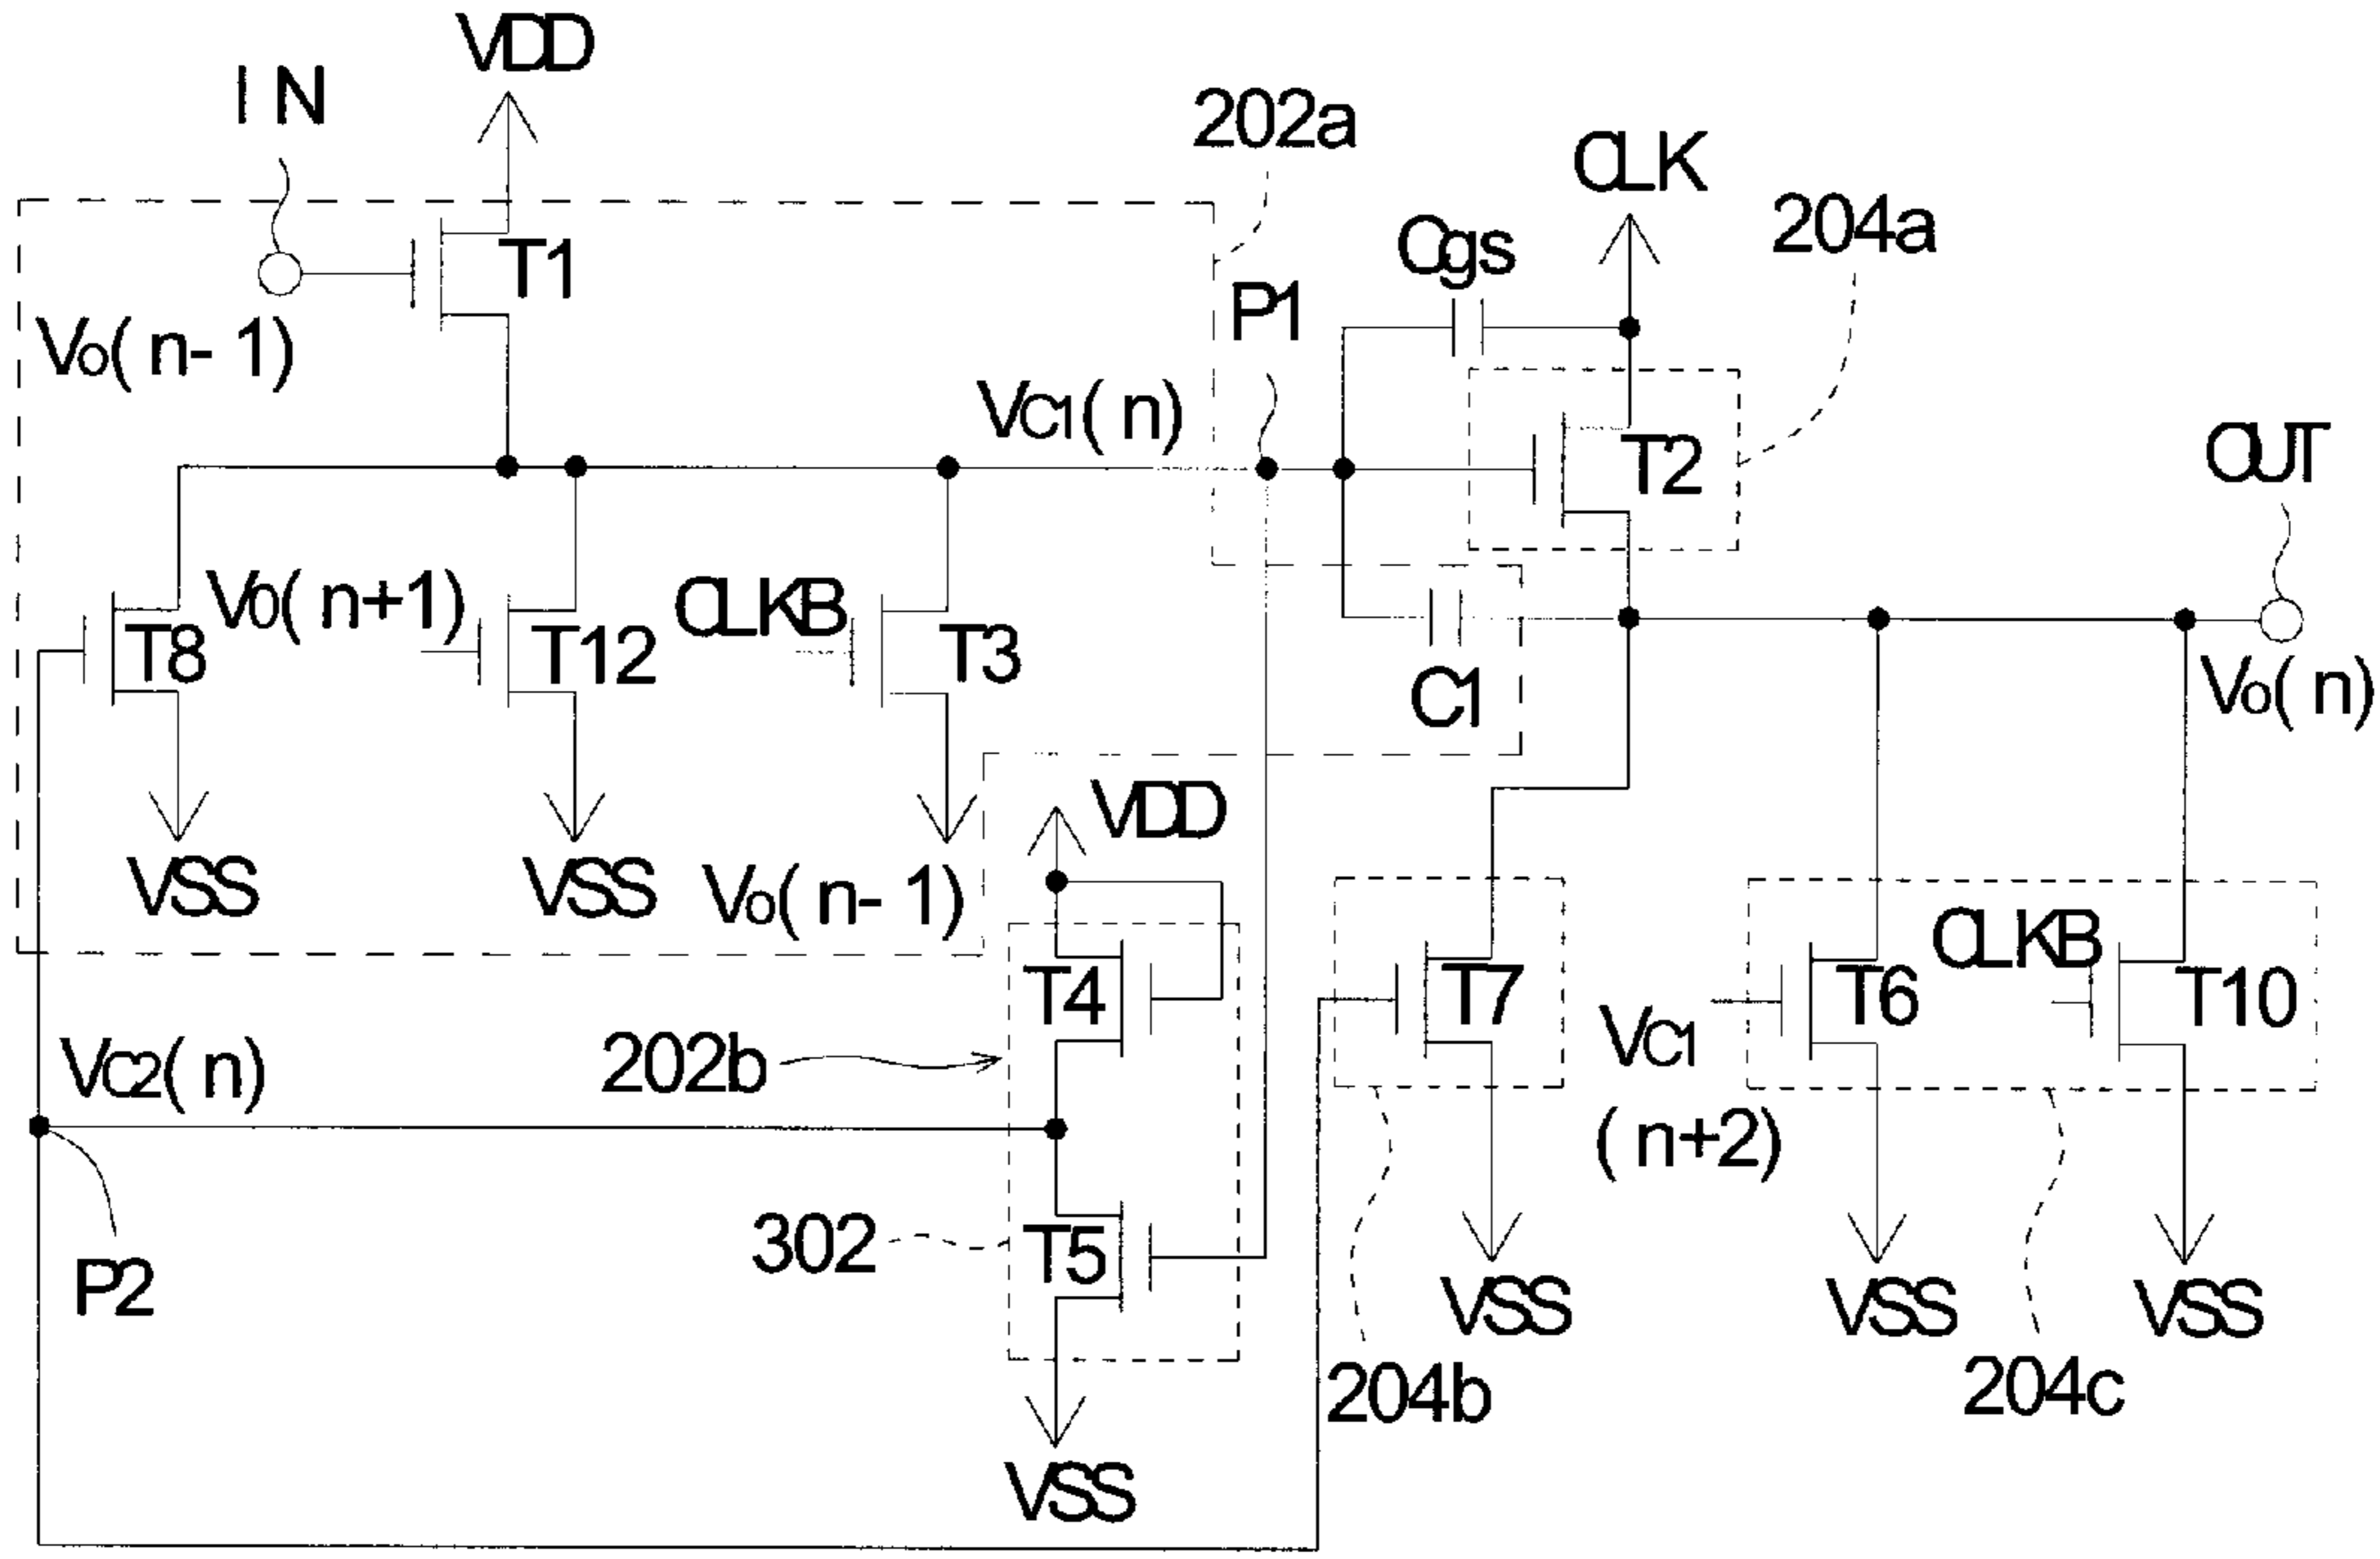 VDD
IN
202a
CLK
204a
Cgs
T1
P1
Vo(n-1)
VC1(n)
T2
OUT
V0(n+1)
CLKB
T8
T12
T3
C1
Vo(n)
VDD
VSS
VSS
Vo(n-1)
CLKB
T4
T7
T6
T10
202b
VC1
(n+2)
VC2(n)
302
T5
P2
VSS
VSS
VSS
204b
204c
VSS